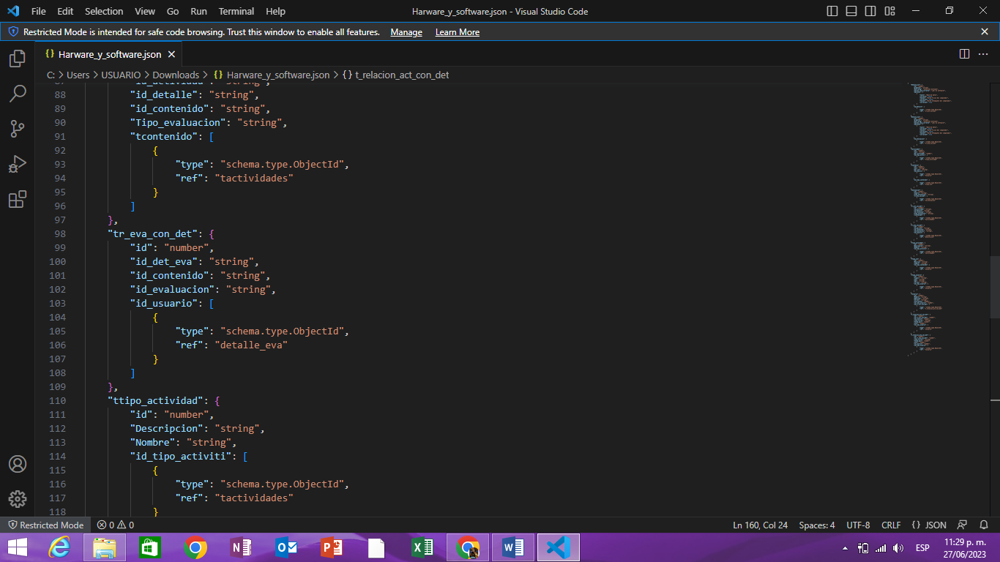 File Edit Selection View Go Run Terminal Help Harware_y_software.json - Visual Studio Code
Restricted Mode is intended for safe code browsing. Trust this window to enable all features. Manage Learn More
{} Harware_y_software.json
C: > Users > USUARIO > Downloads > {} Harware_y_software.json > {} t_relacion_act_con_det
88 "id_detalle": "string",
89 "id_contenido": "string",
90 "Tipo_evaluacion": "string",
91 "tcontenido": [
92 {
93 "type": "schema.type.ObjectId",
94 "ref": "tactividades"
95 }
96 ]
97 },
98 "tr_eva_con_det": {
99 "id": "number",
100 "id_det_eva": "string",
101 "id_contenido": "string",
102 "id_evaluacion": "string",
103 "id_usuario": [
104 {
105 "type": "schema.type.ObjectId",
106 "ref": "detalle_eva"
107 }
108 ]
109 },
110 "ttipo_actividad": {
111 "id": "number",
112 "Descripcion": "string",
113 "Nombre": "string",
114 "id_tipo_activiti": [
115 {
116 "type": "schema.type.ObjectId",
117 "ref": "tactividades"
118 }
Restricted Mode 0 0 Ln 160, Col 24 Spaces: 4 UTF-8 CRLF {} JSON
ESP 11:29 p. m.
27/06/2023